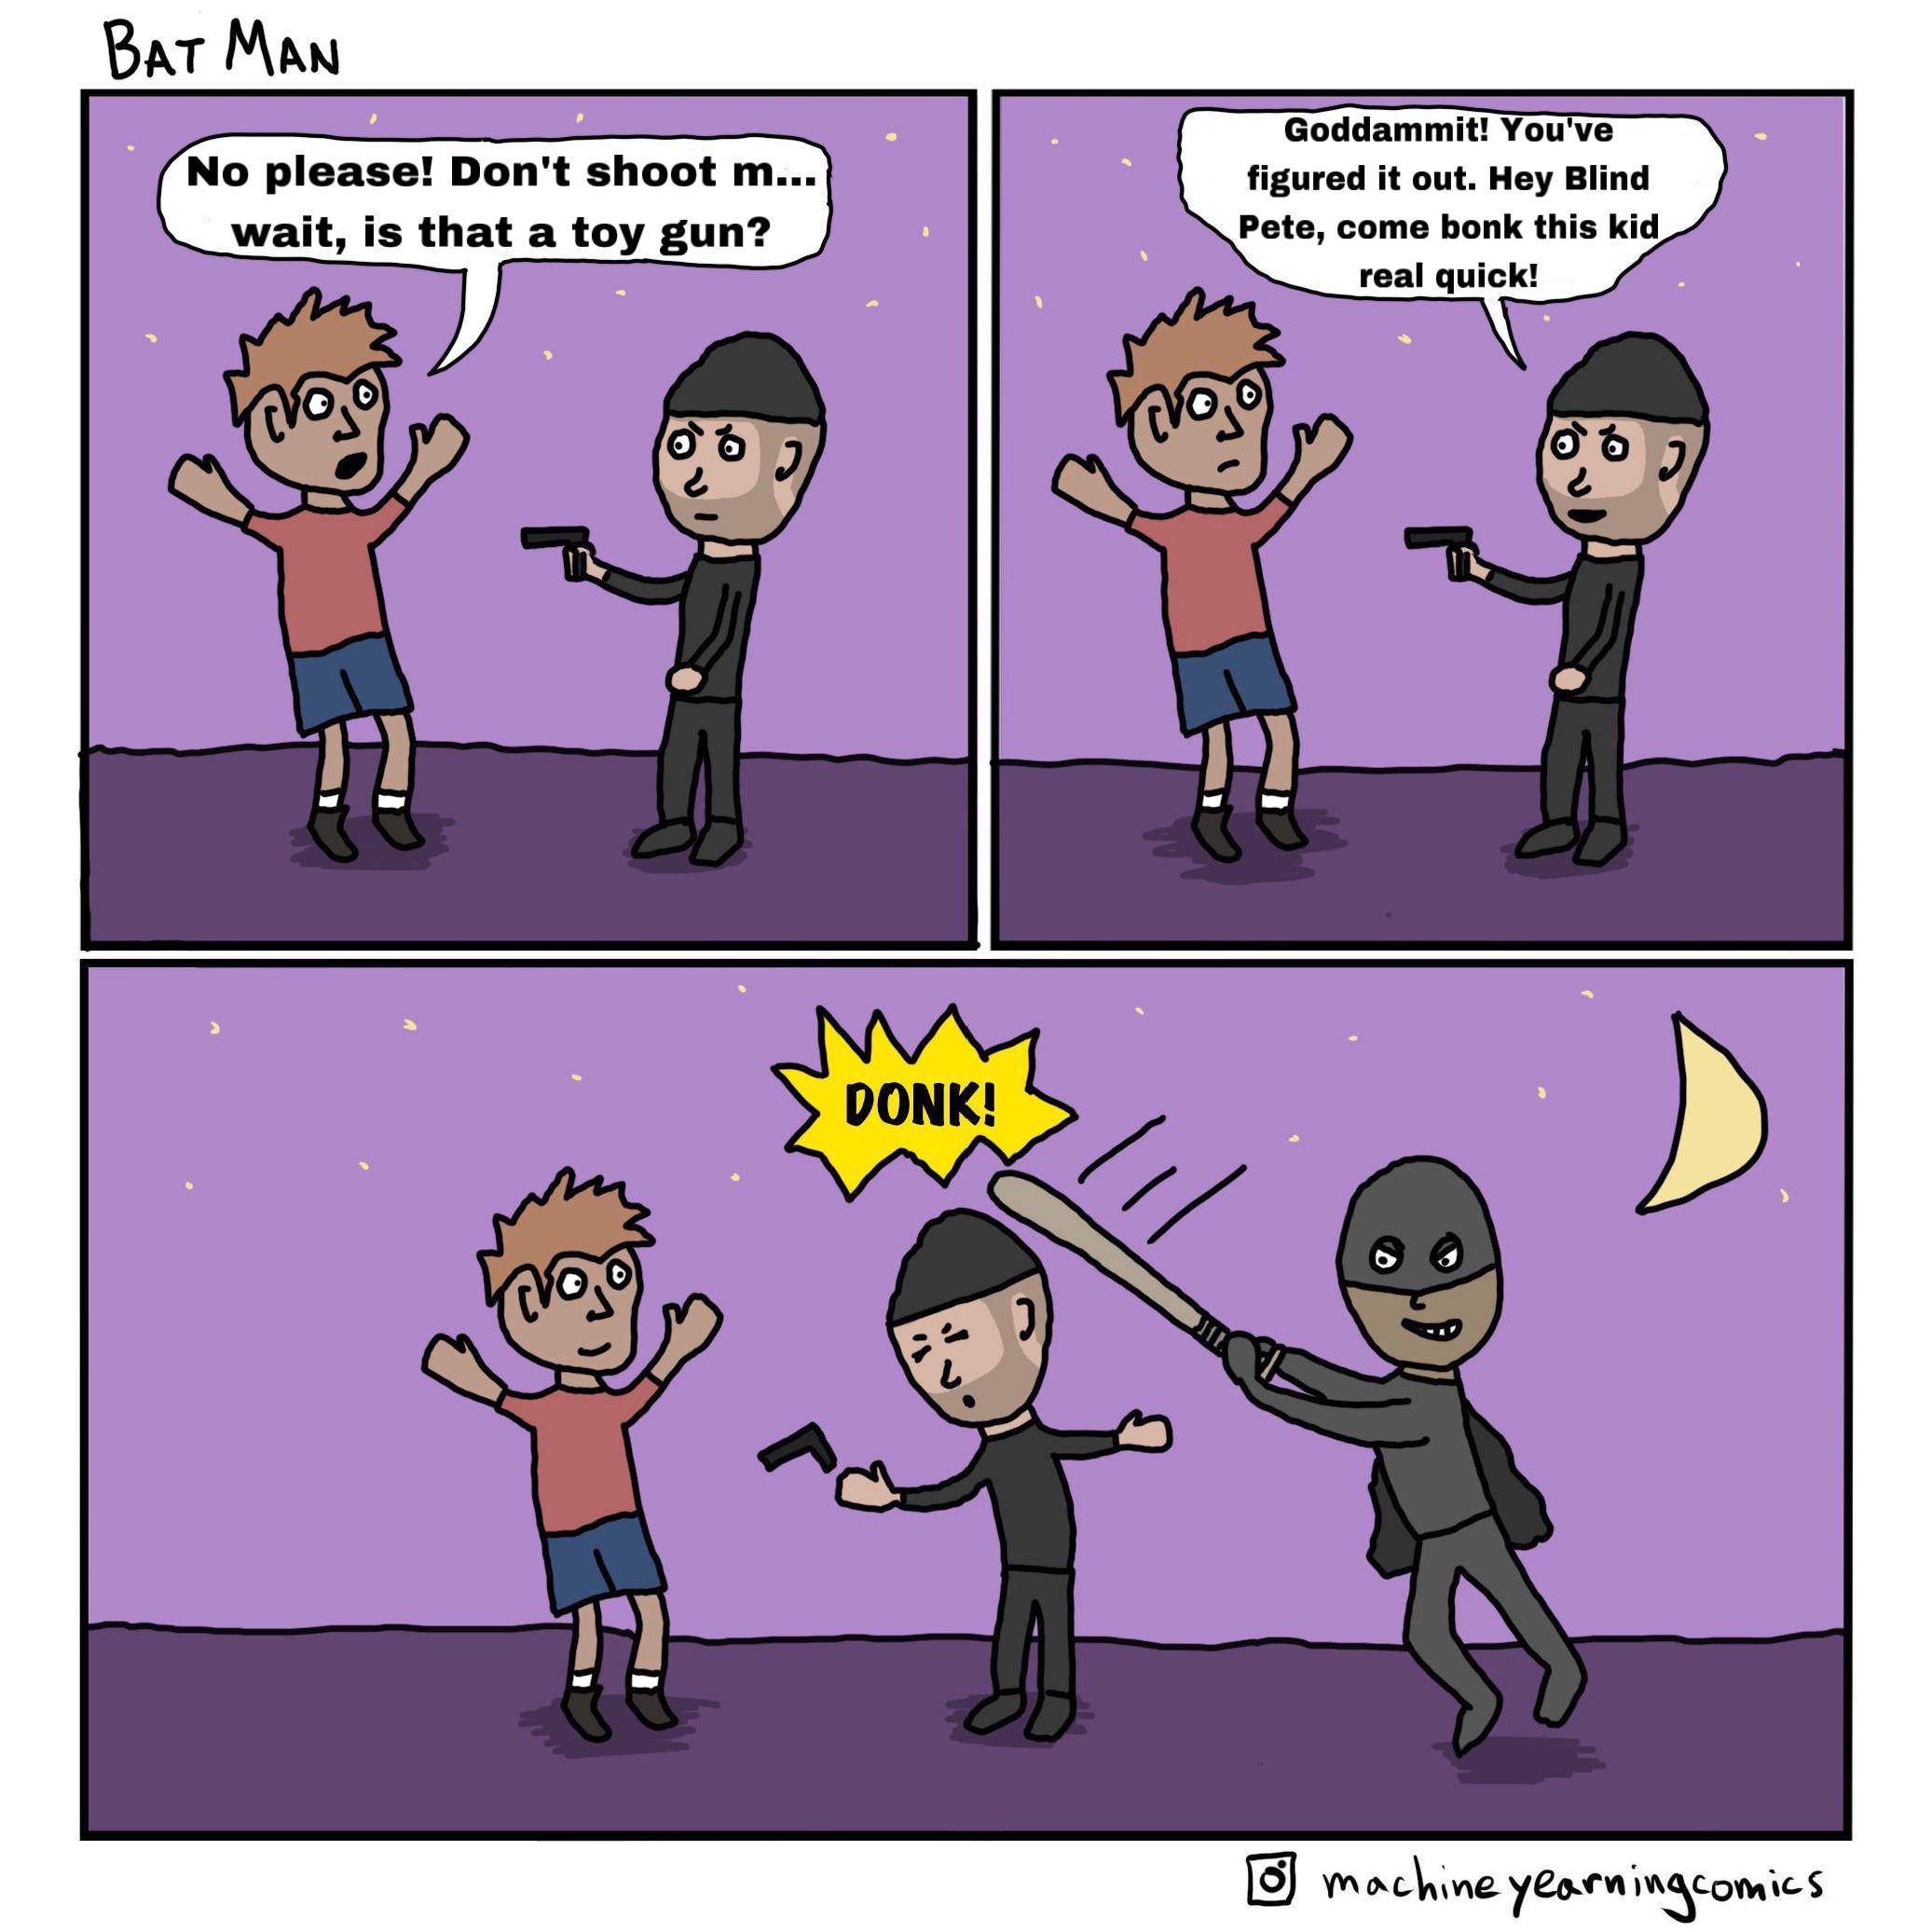 BAT MAN
No please! Don't shoot m...
wait, is that a toy gun?
Goddammit! You've
figured it out. Hey Blind
Pete, come bonk this kid
real quick!
DONK!
machineyearningcomics